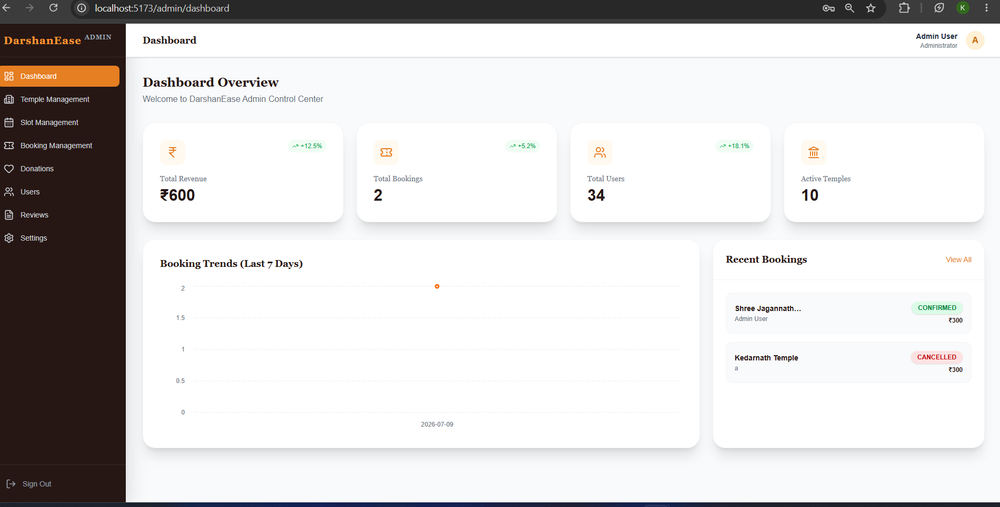 localhost:5173/admin/dashboard
K
DarshanEase ADMIN
Dashboard
Temple Management
Slot Management
Booking Management
Donations
Users
Reviews
Settings
Sign Out
Dashboard
Admin User
Administrator
A
Dashboard Overview
Welcome to DarshanEase Admin Control Center
+12.5%
Total Revenue
₹600
+5.2%
Total Bookings
2
+18.1%
Total Users
34
Active Temples
10
Booking Trends (Last 7 Days)
2
1.5
1
0.5
0
2026-07-09
Recent Bookings
View All
Shree Jagannath...
CONFIRMED
Admin User
₹300
Kedarnath Temple
CANCELLED
a
₹300